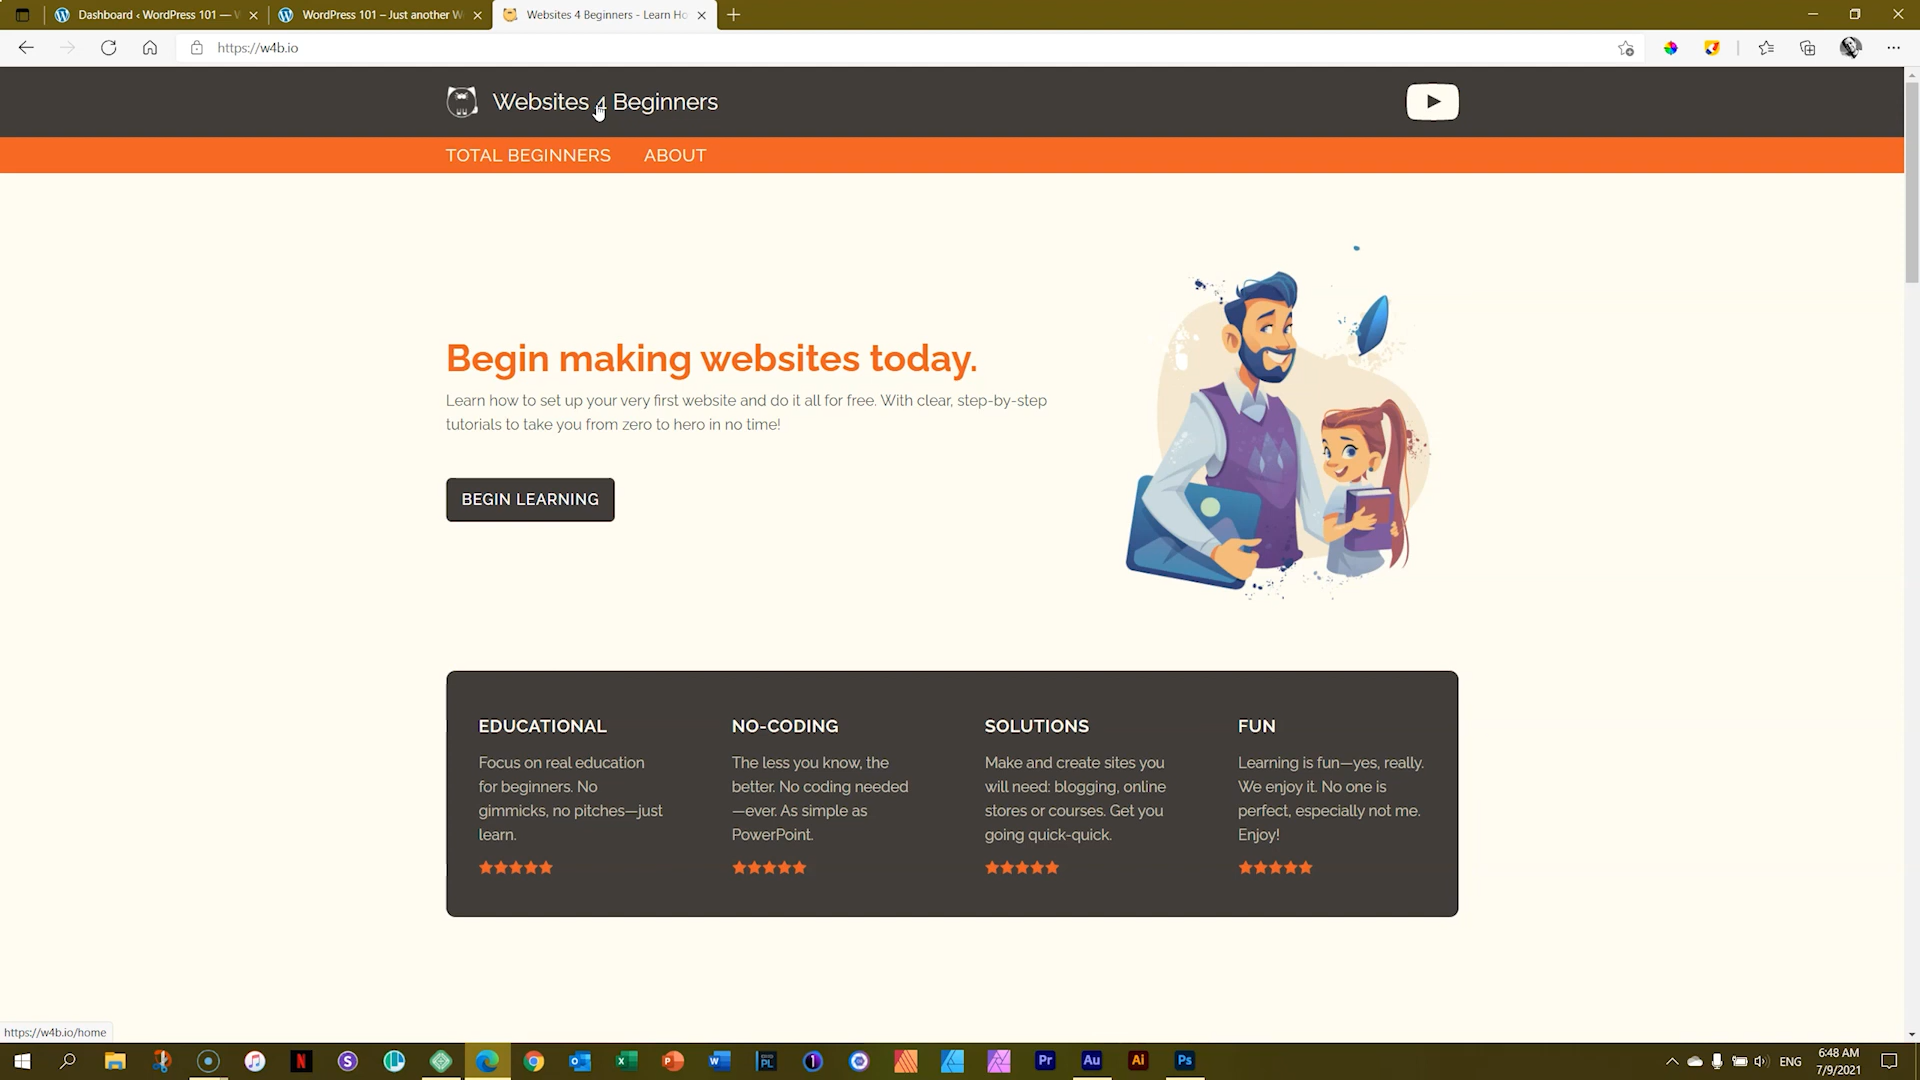 Dashboard ‹ WordPress 101 —
WordPress 101 – Just another W
Websites 4 Beginners - Learn Ho
https://w4b.io
Websites 4 Beginners
TOTAL BEGINNERS
ABOUT
Begin making websites today.
Learn how to set up your very first website and do it all for free. With clear, step-by-step
tutorials to take you from zero to hero in no time!
BEGIN LEARNING
EDUCATIONAL
Focus on real education
for beginners. No
gimmicks, no pitches—just
learn.
NO-CODING
The less you know, the
better. No coding needed
—ever. As simple as
PowerPoint.
SOLUTIONS
Make and create sites you
will need: blogging, online
stores or courses. Get you
going quick-quick.
FUN
Learning is fun—yes, really.
We enjoy it. No one is
perfect, especially not me.
Enjoy!
https://w4b.io/home
Pr
Au
Ai
Ps
ENG
6:48 AM
7/9/2021